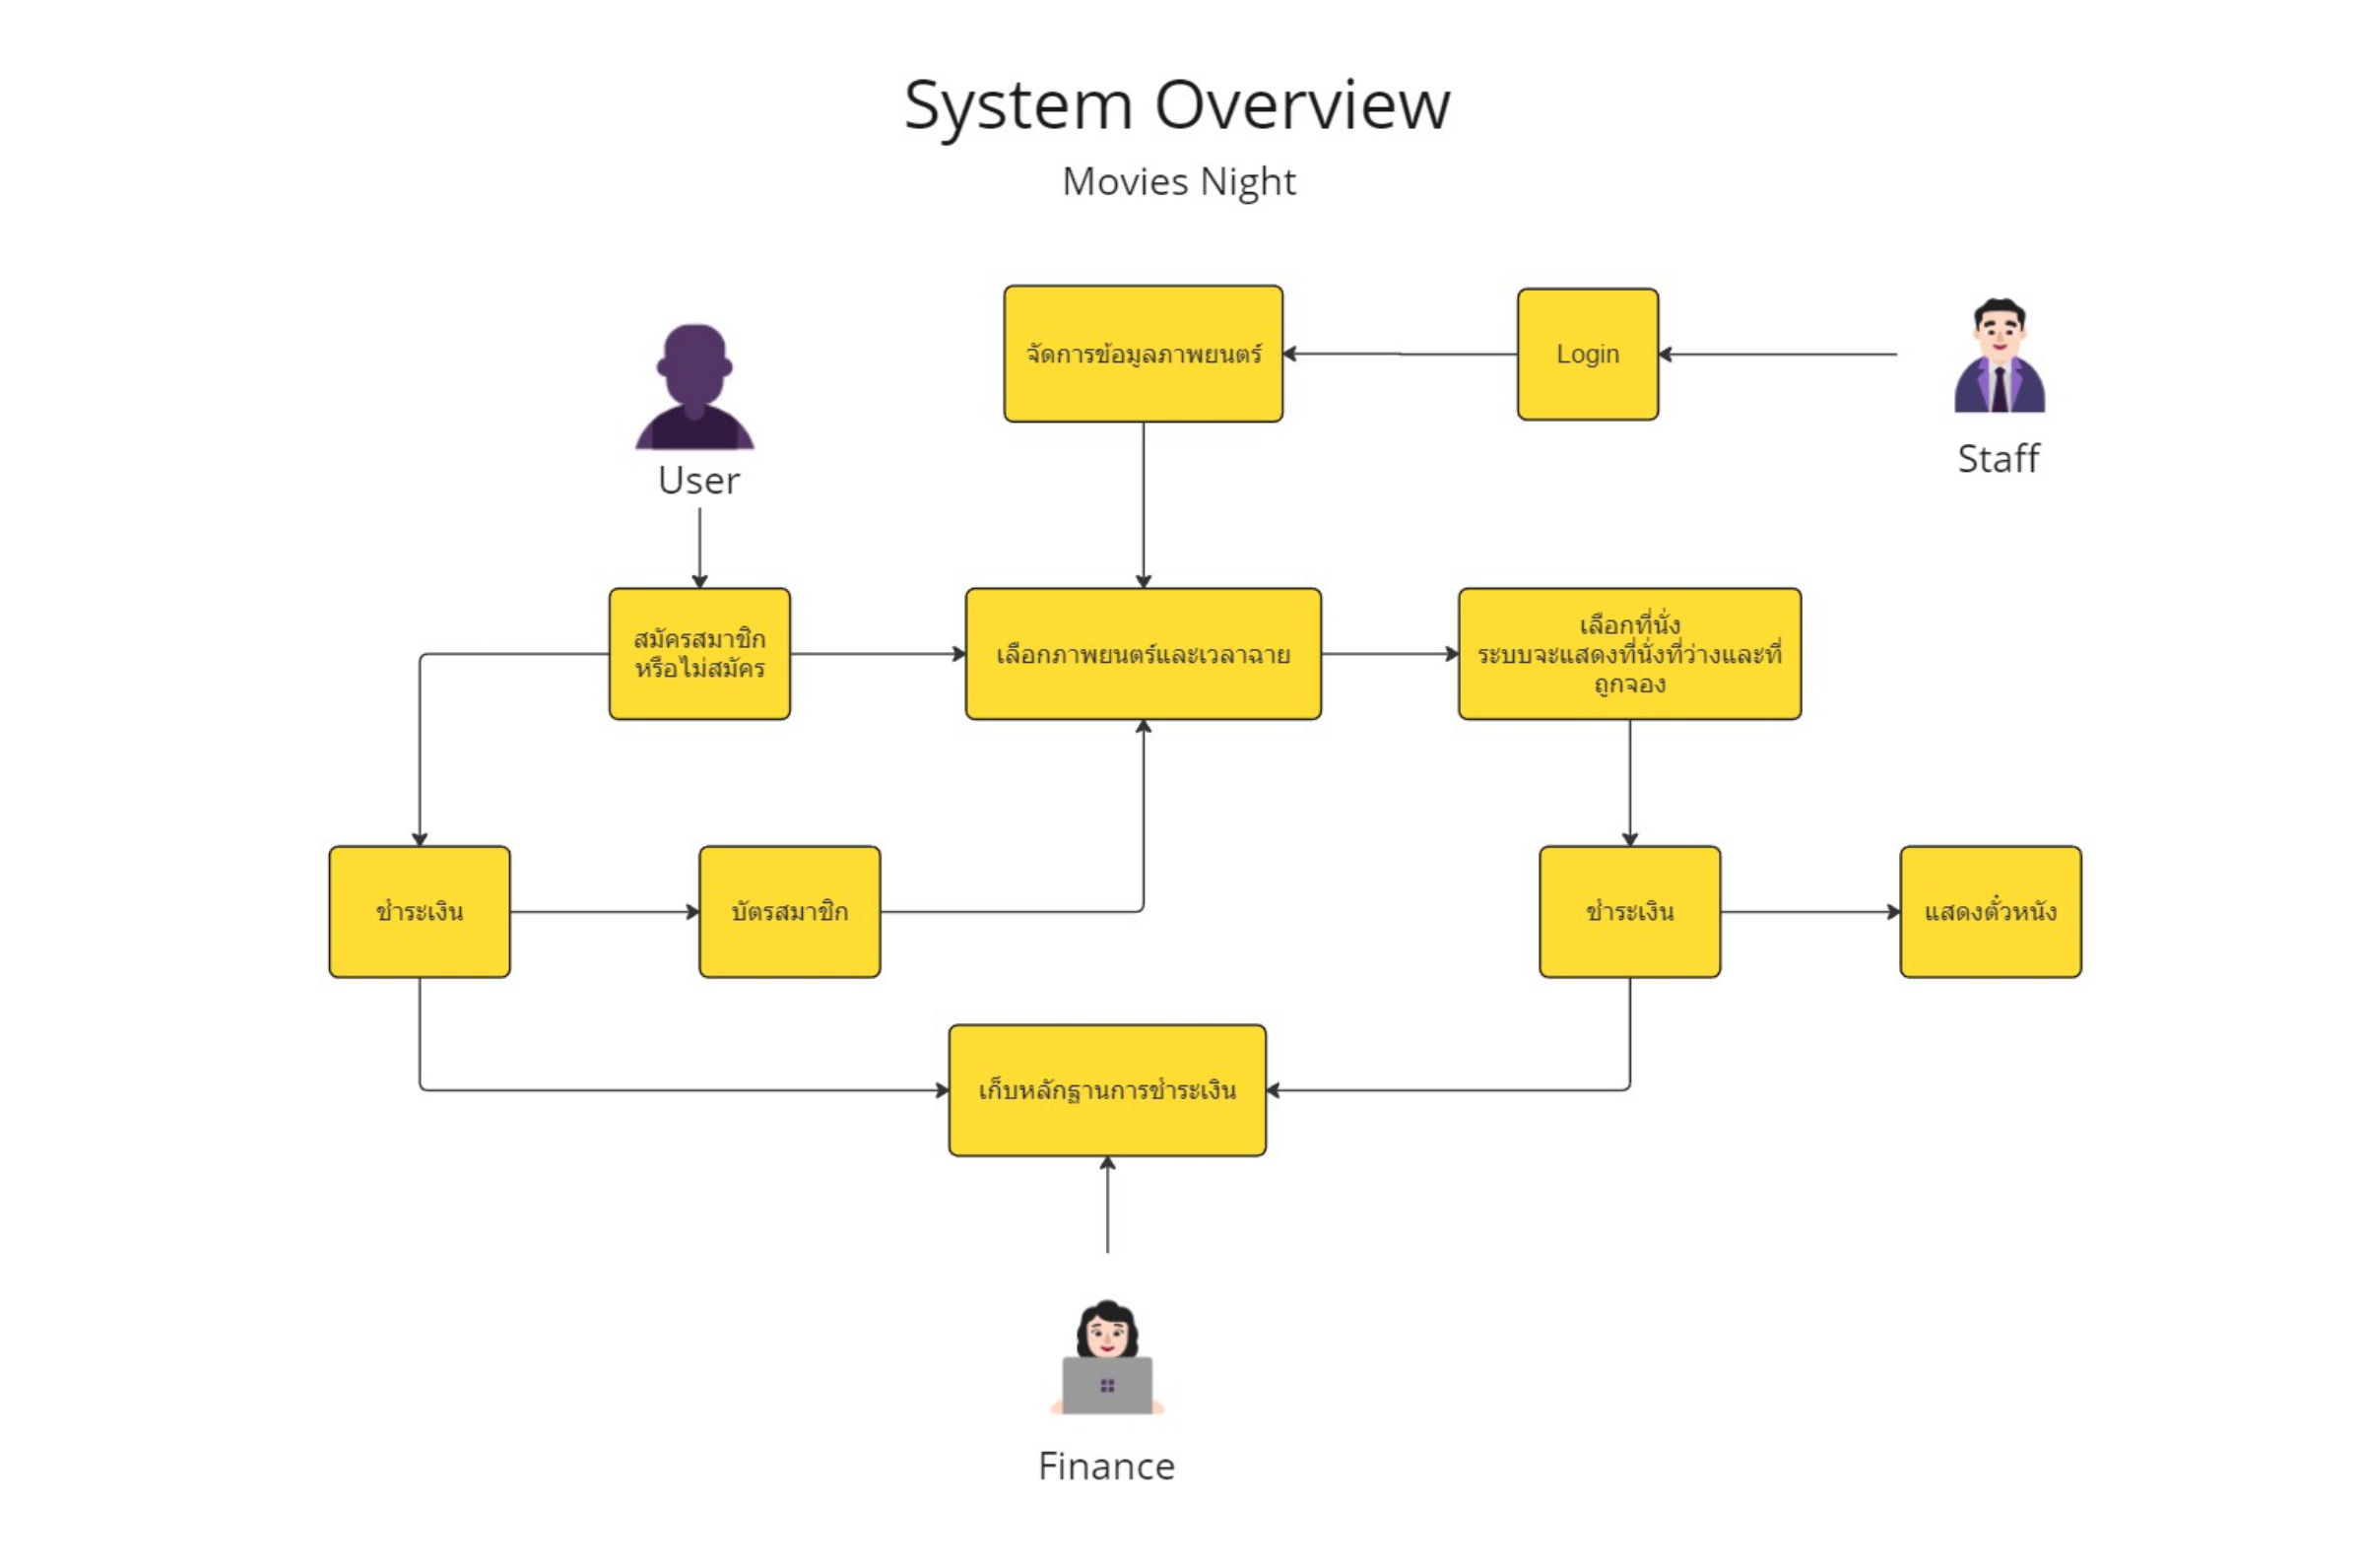 System Overview
Movies Night
จัดการข้อมูลภาพยนตร์
Login
Staff
User
สมัครสมาชิก
หรือไม่สมัคร
เลือกภาพยนตร์และเวลาฉาย
เลือกที่นั่ง
ระบบจะแสดงที่นั่งที่ว่างและที่
ถูกจอง
ชำระเงิน
บัตรสมาชิก
ชำระเงิน
แสดงตั๋วหนัง
เก็บหลักฐานการชำระเงิน
Finance